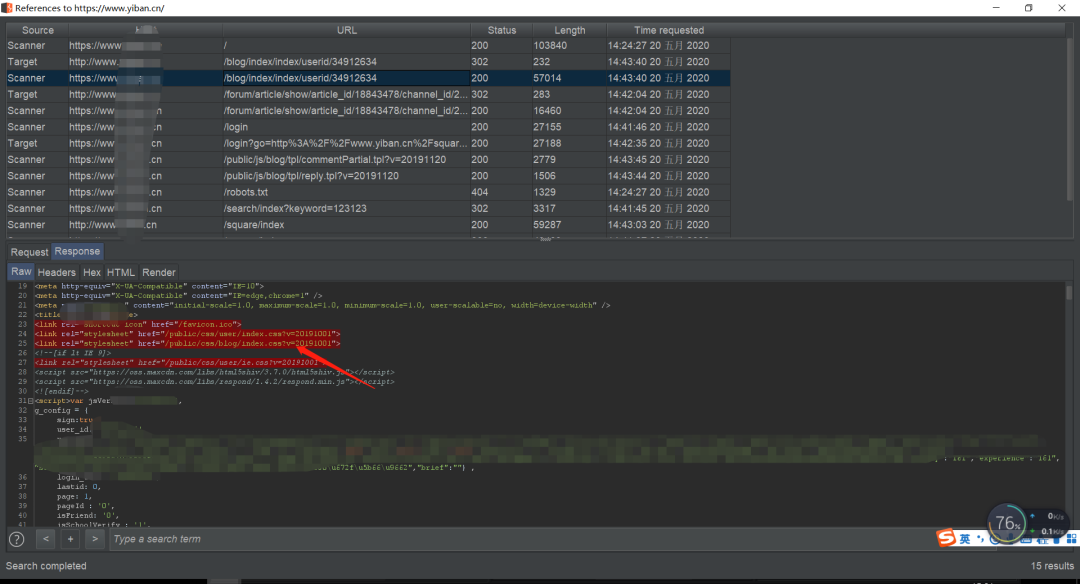 References to https://www.yiban.cn/
Source URL Status Length Time requested
Scanner https://www / 200 103840 14:24:27 20 五月 2020
Target http://www. /blog/index/index/userid/34912634 302 232 14:43:40 20 五月 2020
Scanner https://www /blog/index/index/userid/34912634 200 57014 14:43:40 20 五月 2020
Target http://www /forum/article/show/article_id/18843478/channel_id/2... 302 283 14:42:04 20 五月 2020
Scanner https://ww /forum/article/show/article_id/18843478/channel_id/2... 200 16460 14:42:04 20 五月 2020
Scanner https://ww n /login 200 27155 14:41:46 20 五月 2020
Target http://www .cn /login?go=http%3A%2F%2Fwww.yiban.cn%2Fsquar... 200 27188 14:42:35 20 五月 2020
Scanner https://ww .cn /public/js/blog/tpl/commentPartial.tpl?v=20191120 200 2779 14:43:45 20 五月 2020
Scanner https://ww .cn /public/js/blog/tpl/reply.tpl?v=20191120 200 1506 14:43:44 20 五月 2020
Scanner https://ww .cn /robots.txt 404 1329 14:24:27 20 五月 2020
Scanner https://ww .cn /search/index?keyword=123123 302 3317 14:41:45 20 五月 2020
Scanner http://www .cn /square/index 200 59287 14:43:03 20 五月 2020
Request Response
Raw Headers Hex HTML Render
19 <meta http-equiv="X-UA-Compatible" content="IE=10">
20 <meta http-equiv="X-UA-Compatible" content="IE=edge,chrome=1" />
21 <meta " content="initial-scale=1.0, maximum-scale=1.0, minimum-scale=1.0, user-scalable=no, width=device-width" />
22 <title e>
23 <link rel="shortcut icon" href="/favicon.ico">
24 <link rel="stylesheet" href="/public/css/user/index.css?v=20191001">
25 <link rel="stylesheet" href="/public/css/blog/index.css?v=20191001">
26 <!--[if lt IE 9]>
27 <link rel="stylesheet" href="/public/css/user/ie.css?v=20191001"
28 <script src="https://oss.maxcdn.com/libs/html5shiv/3.7.0/html5shiv.js"></script>
29 <script src="https://oss.maxcdn.com/libs/respond/1.4.2/respond.min.js"></script>
30 <![endif]-->
31 <script>var jsVer ,
32 g_config = {
33 sign:tru
34 user_id
35
\u672f\u5b66\u9662","brief":""} ,
36 login_
37 lastid: 0,
38 page: 1,
39 pageId : '0',
40 isFriend: '0',
41 isSchoolVerify : '1',
? < + > Type a search term
76% 0K/s
0.1K/s
英
Search completed 15 results